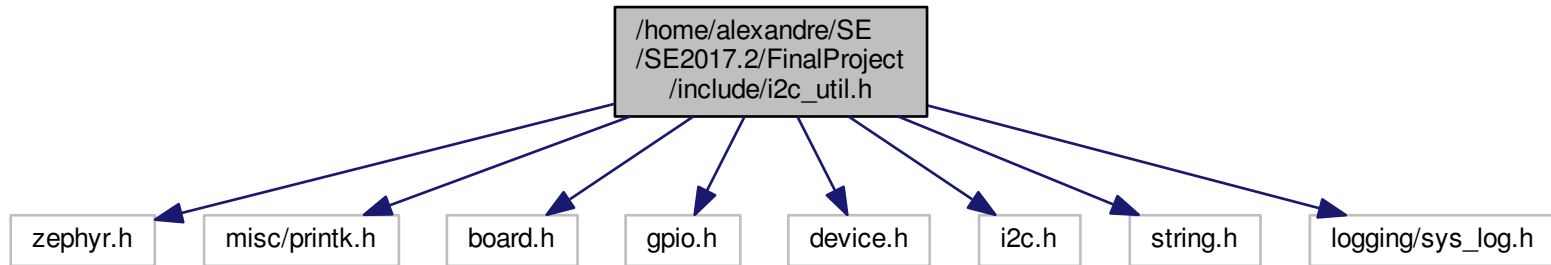 /home/alexandre/SE
/SE2017.2/FinalProject
/include/i2c_util.h
zephyr.h
misc/printk.h
board.h
gpio.h
device.h
i2c.h
string.h
logging/sys_log.h